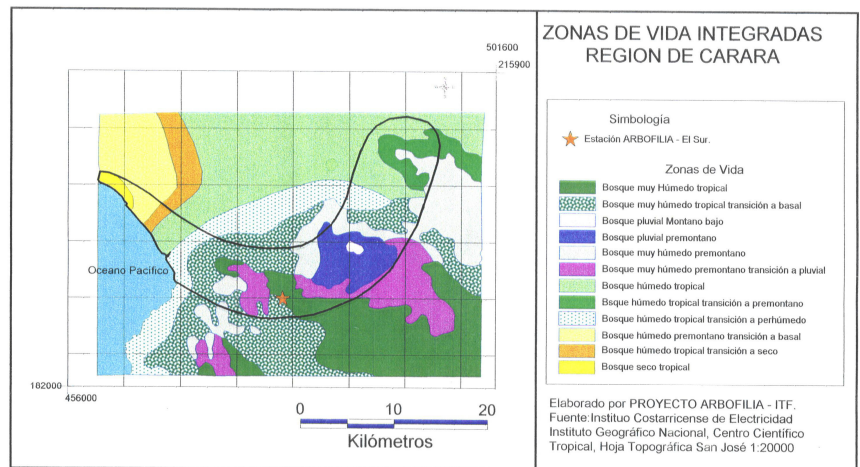 ZONAS DE VIDA INTEGRADAS
REGION DE CARARA
501600
215900
Simbología
Estación ARBOFILIA - El Sur.
Zonas de Vida
Bosque muy Húmedo tropical
Bosque muy húmedo tropical transición a basal
Bosque pluvial Montano bajo
Bosque pluvial premontano
Bosque muy húmedo premontano
Bosque muy húmedo premontano transición a pluvial
Bosque húmedo tropical
Bsque húmedo tropical transición a premontano
Bosque húmedo tropical transición a perhúmedo
Bosque húmedo premontano transición a basal
Bosque húmedo tropical transición a seco
Bosque seco tropical
Oceano Pacífico
182000
456000
0 10 20
Kilómetros
Elaborado por PROYECTO ARBOFILIA - ITF.
Fuente:Instituo Costarricense de Electricidad
Instituto Geográfico Nacional, Centro Científico
Tropical, Hoja Topográfica San José 1:20000